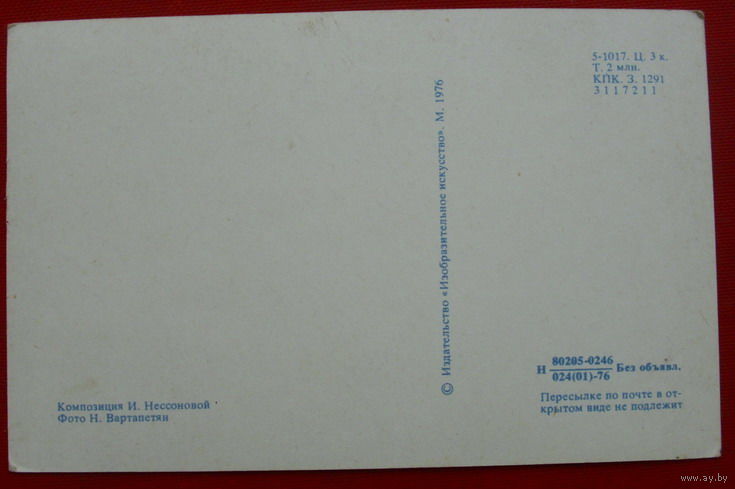 5-1017. Ц. 3 к.
Т. 2 млн.
КПК. З. 1291
3117211
© Издательство «Изобразительное искусство». М. 1976
И 80205-0246 Без объявл.
024(01)-76
Пересылке по почте в от-
крытом виде не подлежит
Композиция И. Нессоновой
Фото Н. Вартапетян
www.ay.by